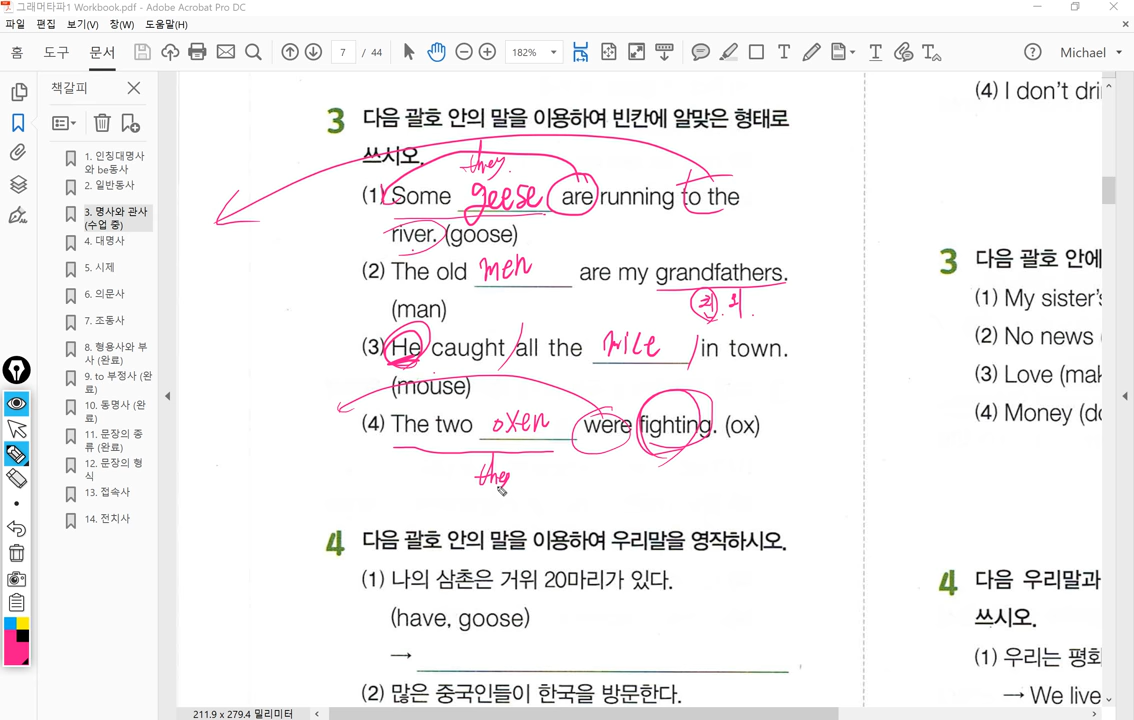 그래머타파1 Workbook.pdf - Adobe Acrobat Pro DC
파일 편집 보기(V) 창(W) 도움말(H)
홈 도구 문서 7 / 44 182% Michael
책갈피
1. 인칭대명사
와 be동사
2. 일반동사
3. 명사와 관사
(수업 중)
4. 대명사
5. 시제
6. 의문사
7. 조동사
8. 형용사와 부
사 (완료)
9. to 부정사 (완
료)
10. 동명사 (완
료)
11. 문장의 종
류 (완료)
12. 문장의 형
식
13. 접속사
14. 전치사
3 다음 괄호 안의 말을 이용하여 빈칸에 알맞은 형태로
쓰시오.
they
(1) Some geese are running to the
river. (goose)
(2) The old men are my grandfathers.
친. 외.
(man)
(3) He caught all the mice in town.
(mouse)
(4) The two oxen were fighting. (ox)
they
4 다음 괄호 안의 말을 이용하여 우리말을 영작하시오.
(1) 나의 삼촌은 거위 20마리가 있다.
(have, goose)
→
(2) 많은 중국인들이 한국을 방문한다.
(4) I don't dri
3 다음 괄호 안에
(1) My sister's
(2) No news
(3) Love (mak
(4) Money (do
4 다음 우리말과
쓰시오.
(1) 우리는 평화
→ We live
211.9 x 279.4 밀리미터